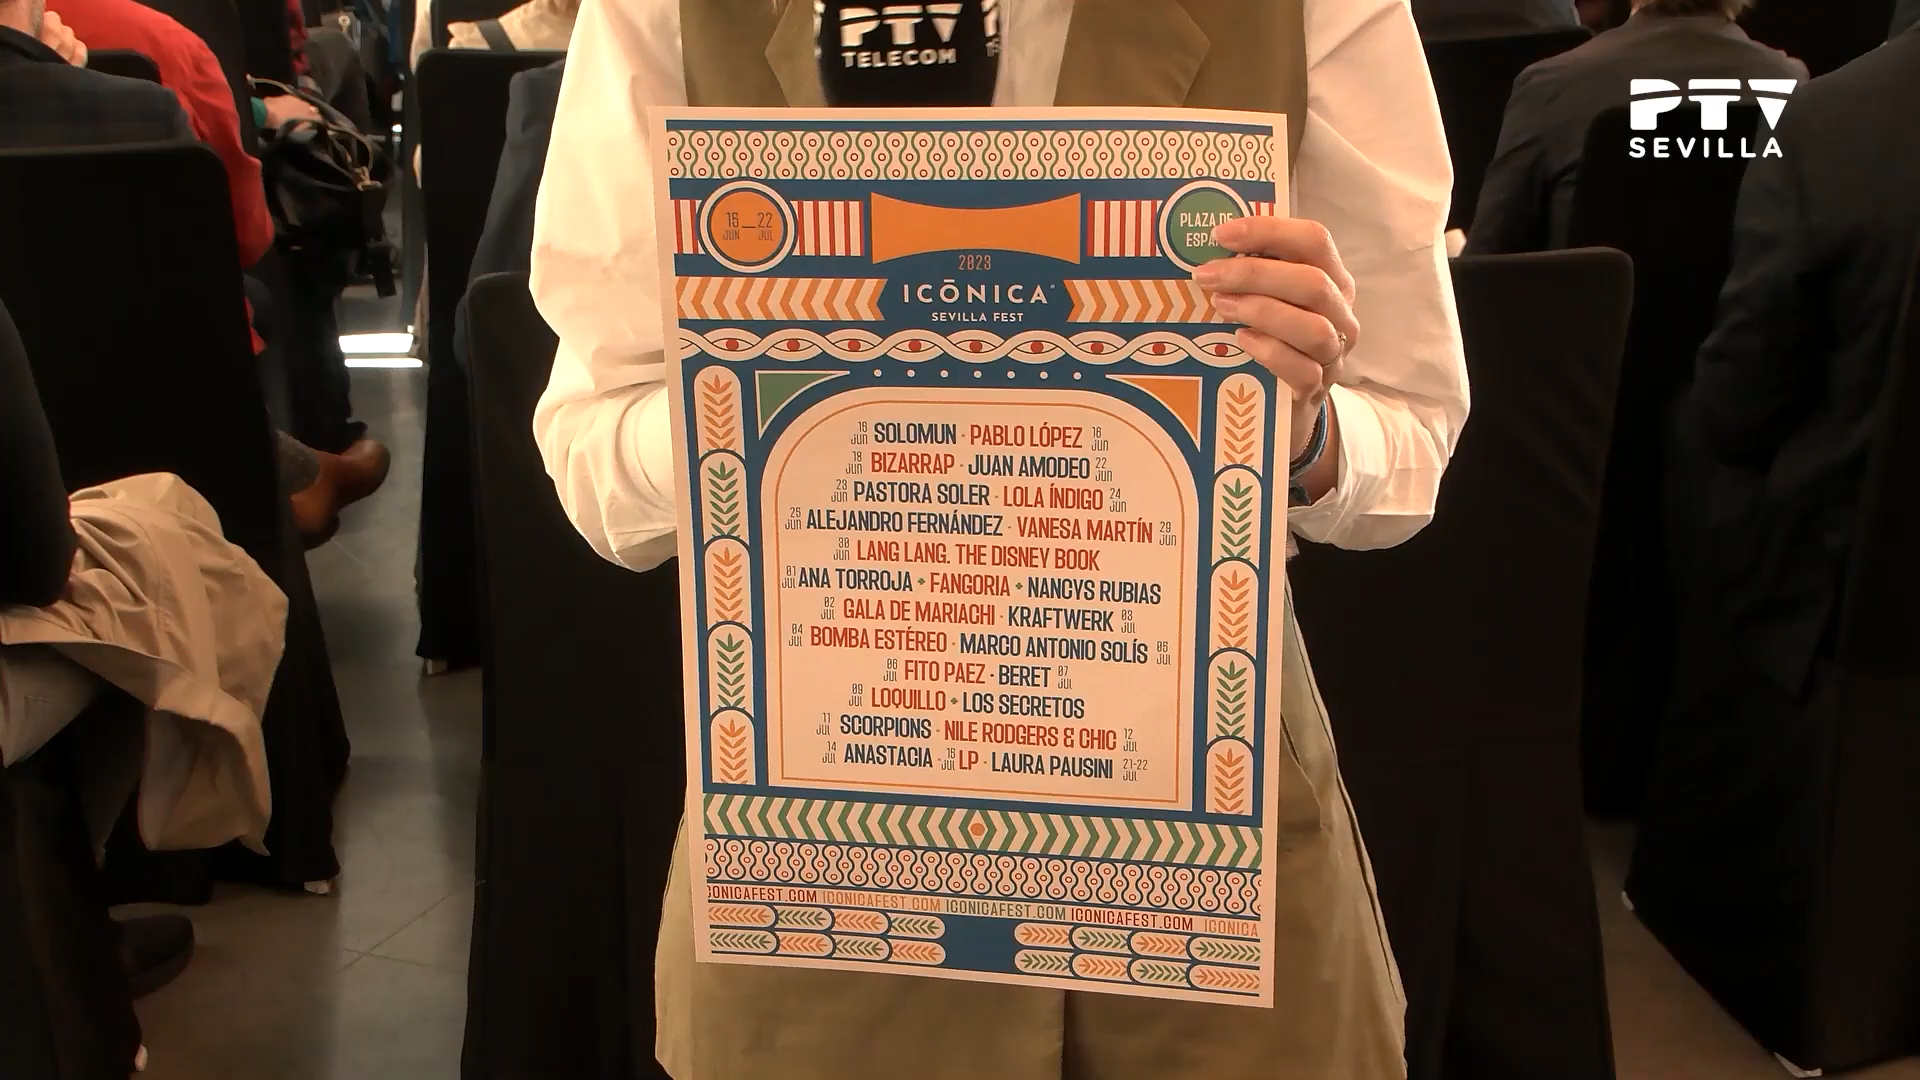 PTV
TELECOM
PTV
SEVILLA
15 JUN _ 22 JUL
PLAZA DE
2023
ICŌNICA
SEVILLA FEST
JUN SOLOMUN · PABLO LÓPEZ 16 JUN
18 JUN BIZARRAP · JUAN AMODEO 22 JUN
23 JUN PASTORA SOLER · LOLA ÍNDIGO 24 JUN
25 JUN ALEJANDRO FERNÁNDEZ · VANESA MARTÍN 29 JUN
30 JUN LANG LANG. THE DISNEY BOOK
01 JUL ANA TORROJA + FANGORIA + NANCYS RUBIAS
02 JUL GALA DE MARIACHI · KRAFTWERK 03 JUL
04 JUL BOMBA ESTÉREO · MARCO ANTONIO SOLÍS 05 JUL
06 JUL FITO PAEZ · BERET 07 JUL
09 JUL LOQUILLO + LOS SECRETOS
11 JUL SCORPIONS · NILE RODGERS & CHIC 12 JUL
14 JUL ANASTACIA · JUL LP · LAURA PAUSINI 21-22 JUL
ICONICAFEST.COM ICONICAFEST.COM ICONICAFEST.COM ICONICAFEST.COM ICONICA